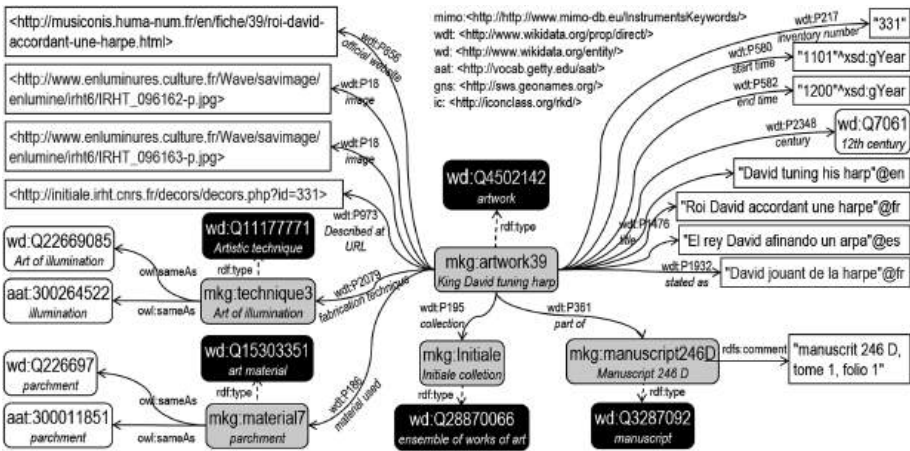 <http://musiconis.huma-num.fr/en/fiche/39/roi-david-
accordant-une-harpe.html>
wdt:P856
official website
<http://www.enluminures.culture.fr/Wave/savimage/
enlumine/irht6/IRHT_096162-p.jpg>
wdt:P18
image
<http://www.enluminures.culture.fr/Wave/savimage/
enlumine/irht6/IRHT_096163-p.jpg>
wdt:P18
image
<http://initiale.irht.cnrs.fr/decors/decors.php?id=331>
wdt:P973
Described at
URL
mimo:<http://http://www.mimo-db.eu/InstrumentsKeywords/>
wdt: <http://www.wikidata.org/prop/direct/>
wd: <http://www.wikidata.org/entity/>
aat: <http://vocab.getty.edu/aat/>
gns: <http://sws.geonames.org/>
ic: <http://iconclass.org/rkd/>
wdt:P217
inventory number
"331"
wdt:P580
start time
"1101"^xsd:gYear
wdt:P582
end time
"1200"^xsd:gYear
wdt:P2348
century
wd:Q7061
12th century
"David tuning his harp"@en
"Roi David accordant une harpe"@fr
wdt:P1476
title
"El rey David afinando un arpa"@es
wdt:P1932
stated as
"David jouant de la harpe"@fr
wd:Q4502142
artwork
rdf:type
mkg:artwork39
King David tuning harp
wd:Q22669085
Art of illumination
owl:sameAs
aat:300264522
illumination
owl:sameAs
wd:Q11177771
Artistic technique
rdf:type
mkg:technique3
Art of illumination
wdt:P2079
fabrication technique
wd:Q226697
parchment
owl:sameAs
aat:300011851
parchment
owl:sameAs
wd:Q15303351
art material
rdf:type
mkg:material7
parchment
wdt:P186
material used
wdt:P195
collection
mkg:Initiale
Initiale colletion
rdf:type
wd:Q28870066
ensemble of works of art
wdt:P361
part of
mkg:manuscript246D
Manuscript 246 D
rdf:type
wd:Q3287092
manuscript
rdfs:comment
"manuscrit 246 D,
tome 1, folio 1"